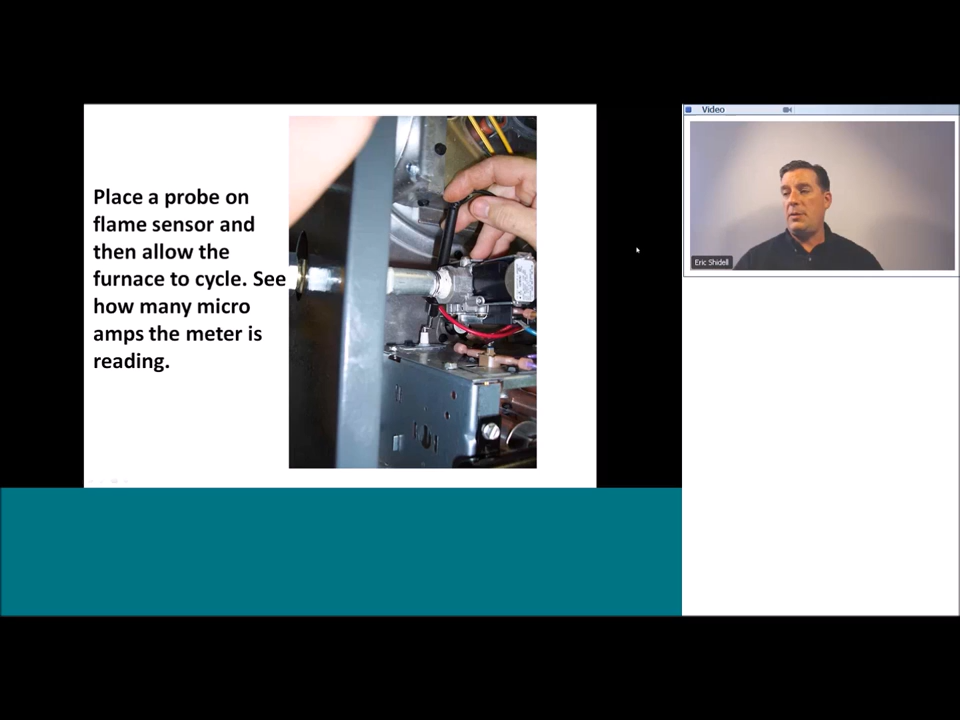 Place a probe on
flame sensor and
then allow the
furnace to cycle. See
how many micro
amps the meter is
reading.
Video
Eric Shidell